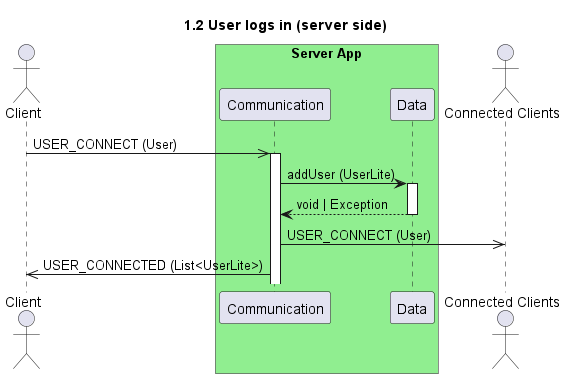 1.2 User logs in (server side)
Server App
Client
Communication
Data
Connected Clients
USER_CONNECT (User)
addUser (UserLite)
void | Exception
USER_CONNECT (User)
USER_CONNECTED (List<UserLite>)
Client
Communication
Data
Connected Clients